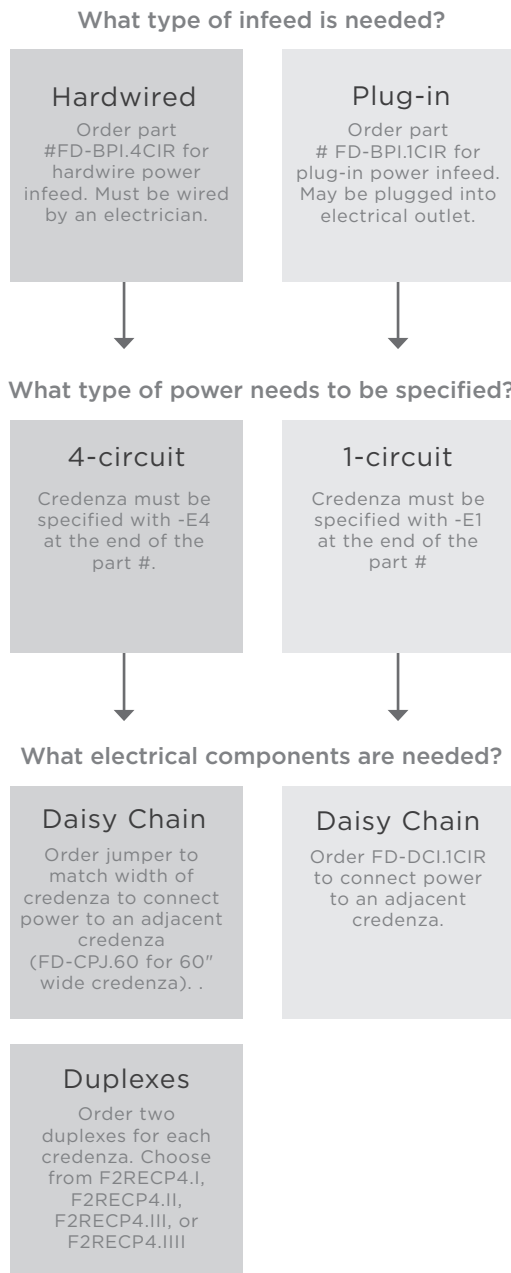 What type of infeed is needed?
Hardwired
Order part
#FD-BPI.4CIR for
hardwire power
infeed. Must be wired
by an electrician.
Plug-in
Order part
# FD-BPI.1CIR for
plug-in power infeed.
May be plugged into
electrical outlet.
What type of power needs to be specified?
4-circuit
Credenza must be
specified with -E4
at the end of the
part #.
1-circuit
Credenza must be
specified with -E1
at the end of the
part #
What electrical components are needed?
Daisy Chain
Order jumper to
match width of
credenza to connect
power to an adjacent
credenza
(FD-CPJ.60 for 60"
wide credenza). .
Daisy Chain
Order FD-DCI.1CIR
to connect power
to an adjacent
credenza.
Duplexes
Order two
duplexes for each
credenza. Choose
from F2RECP4.I,
F2RECP4.II,
F2RECP4.III, or
F2RECP4.IIII